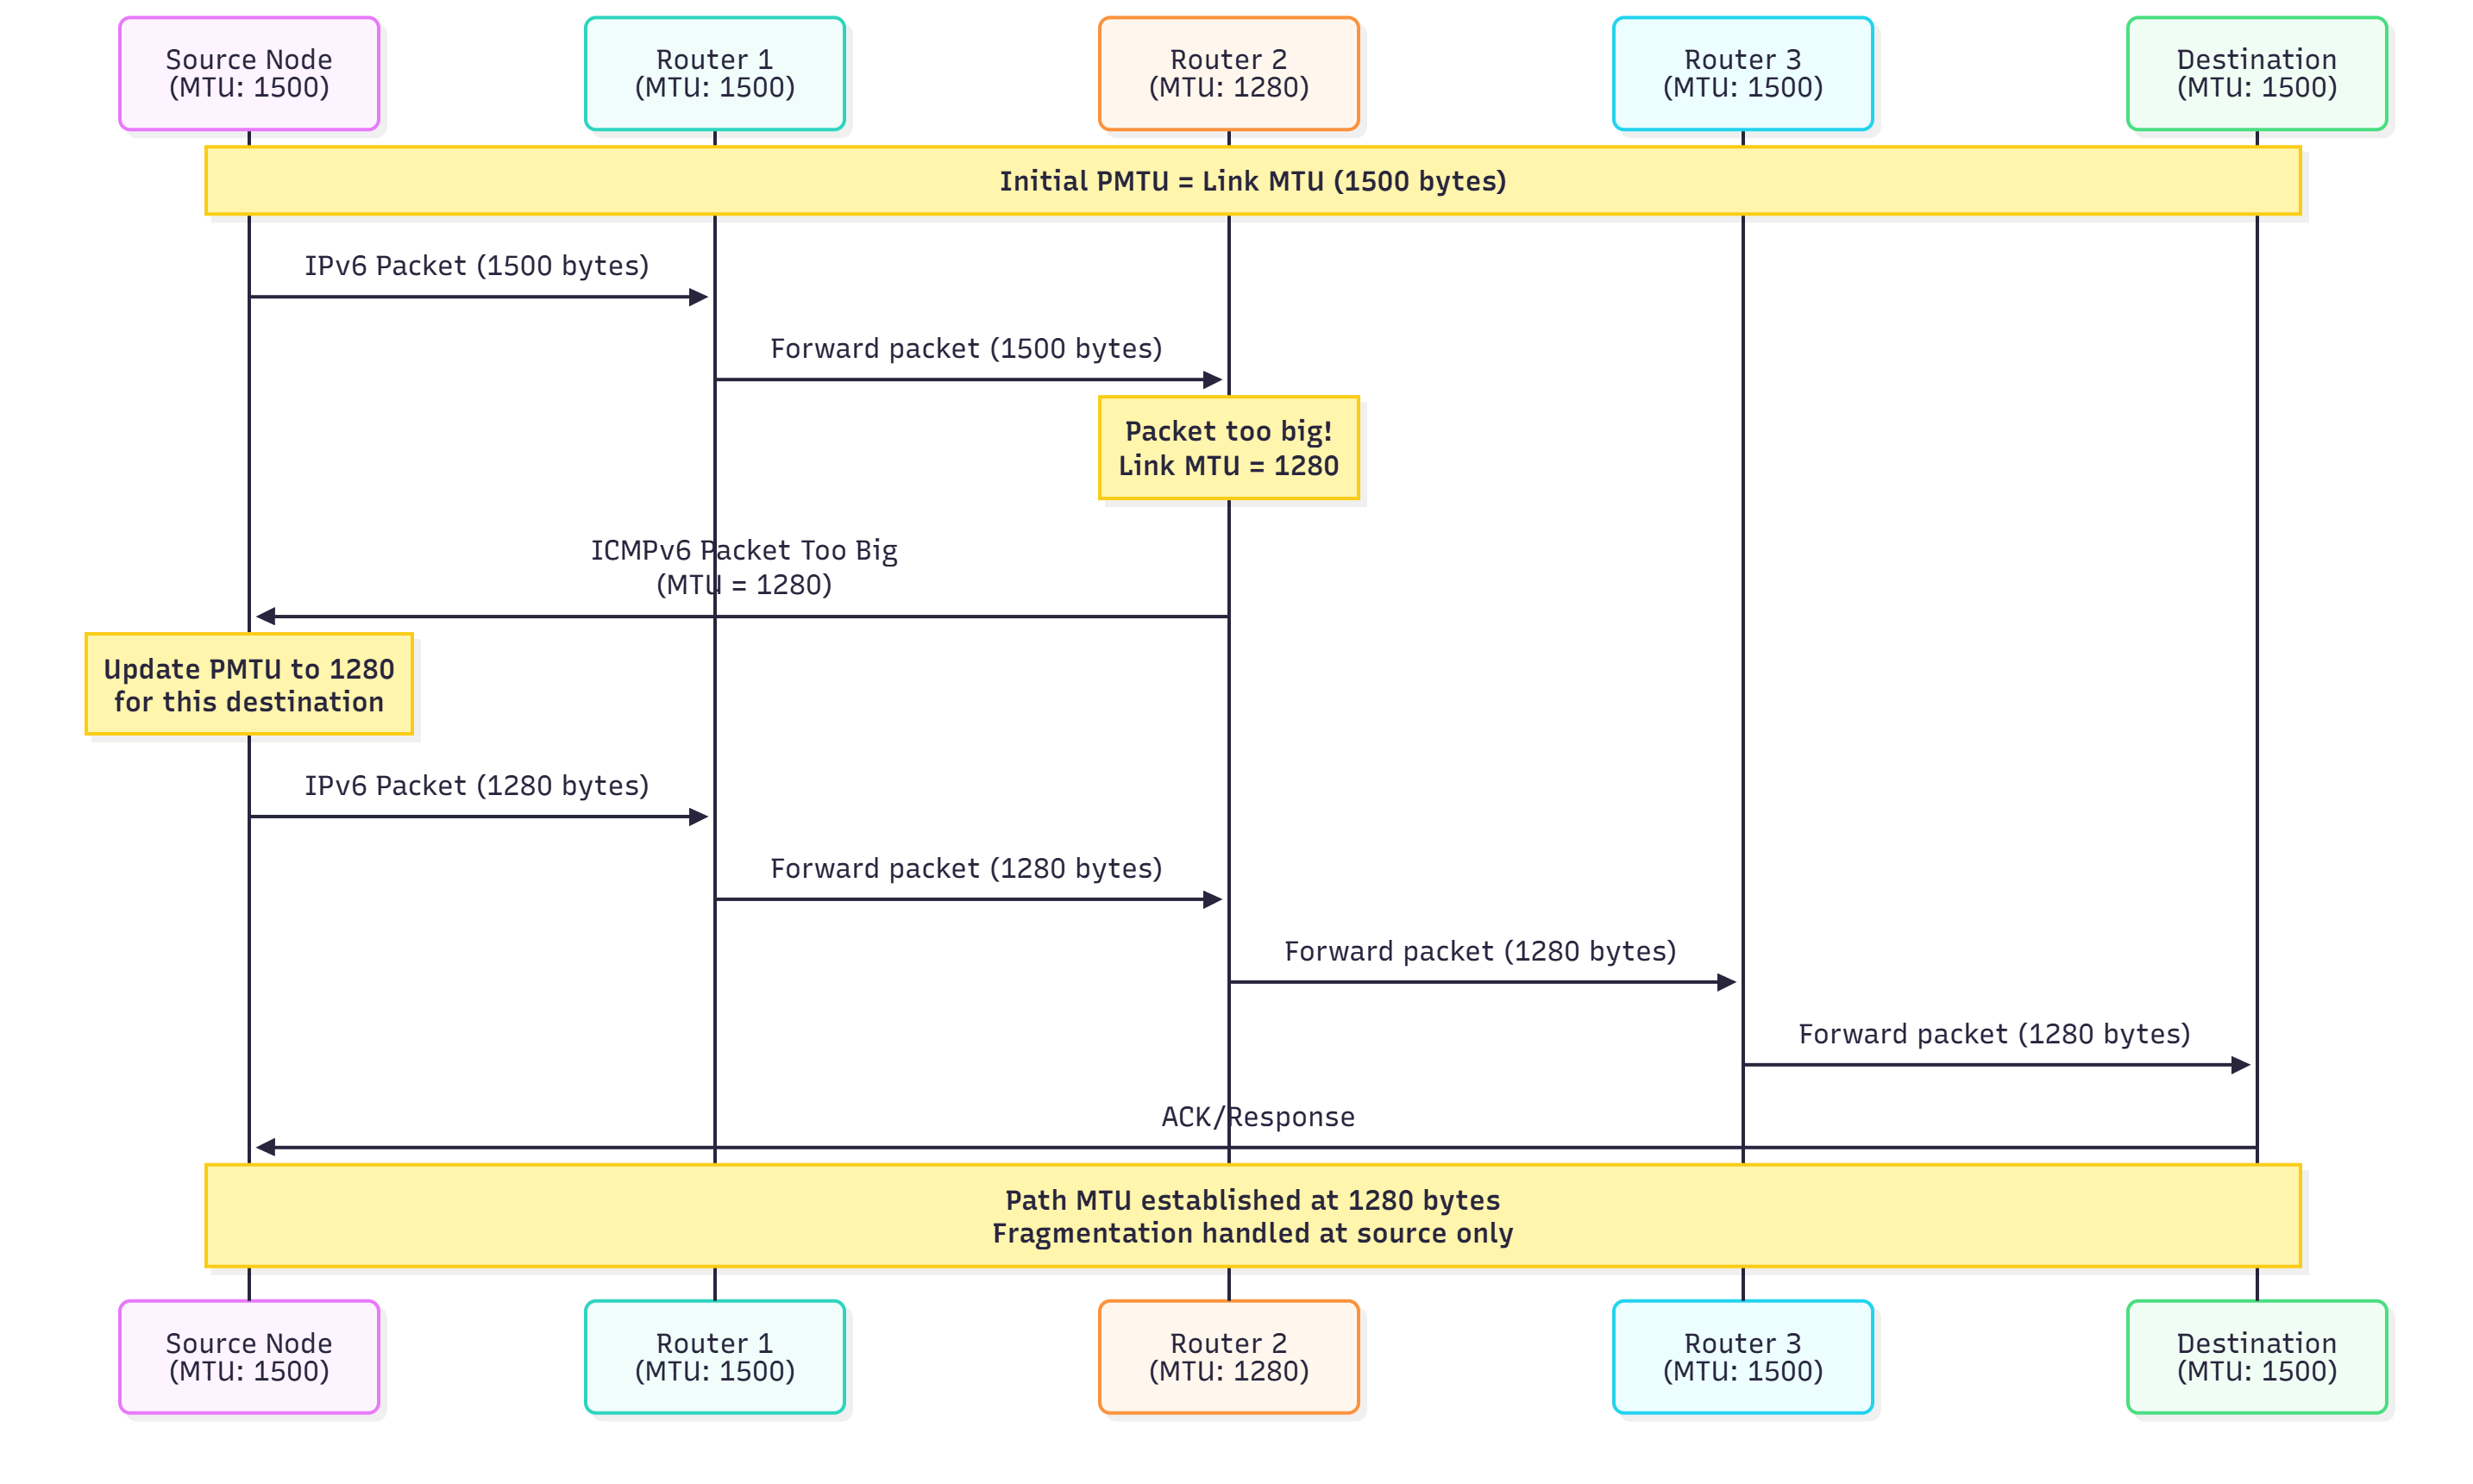 Source Node
(MTU: 1500)
Router 1
(MTU: 1500)
Router 2
(MTU: 1280)
Router 3
(MTU: 1500)
Destination
(MTU: 1500)
Initial PMTU = Link MTU (1500 bytes)
IPv6 Packet (1500 bytes)
Forward packet (1500 bytes)
Packet too big!
Link MTU = 1280
ICMPv6 Packet Too Big
(MTU = 1280)
Update PMTU to 1280
for this destination
IPv6 Packet (1280 bytes)
Forward packet (1280 bytes)
Forward packet (1280 bytes)
Forward packet (1280 bytes)
ACK/Response
Path MTU established at 1280 bytes
Fragmentation handled at source only
Source Node
(MTU: 1500)
Router 1
(MTU: 1500)
Router 2
(MTU: 1280)
Router 3
(MTU: 1500)
Destination
(MTU: 1500)